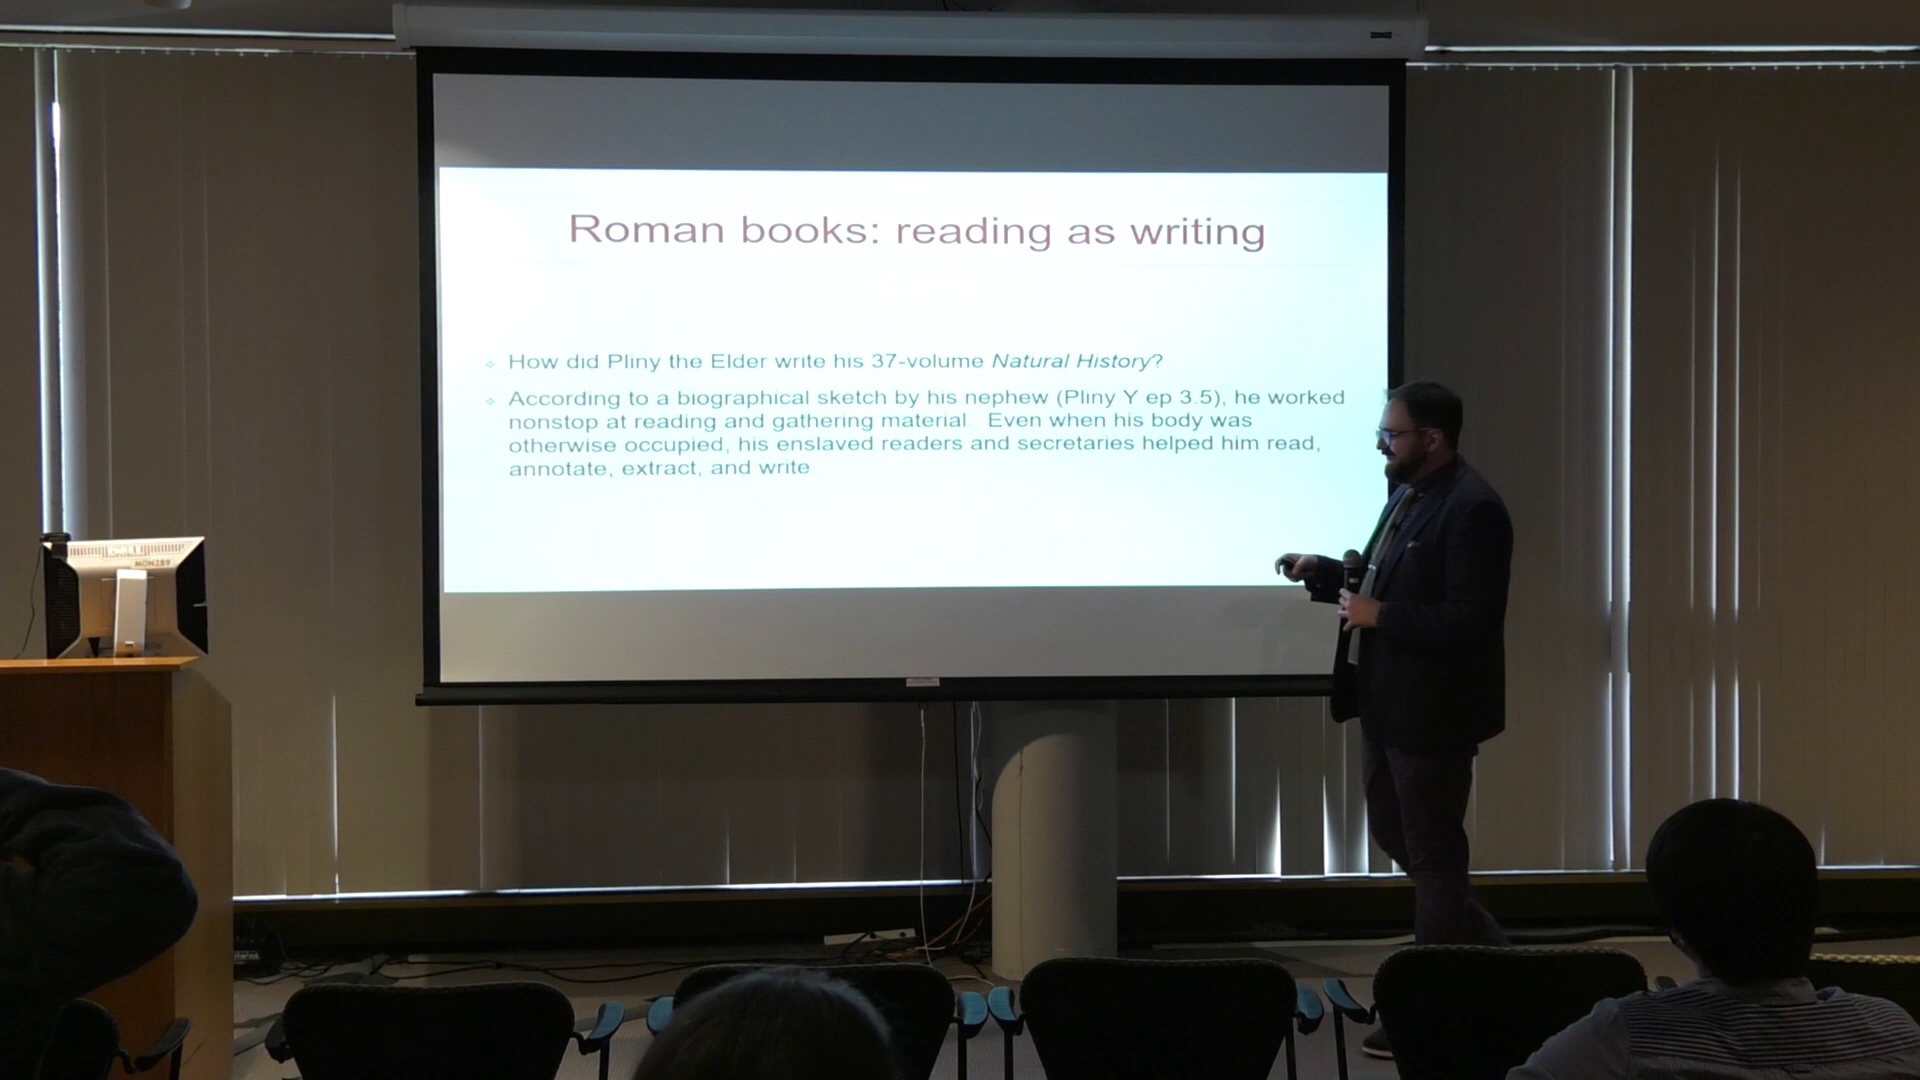 Roman books: reading as writing
How did Pliny the Elder write his 37-volume Natural History?
According to a biographical sketch by his nephew (Pliny Y ep 3.5), he worked
nonstop at reading and gathering material. Even when his body was
otherwise occupied, his enslaved readers and secretaries helped him read,
annotate, extract, and write
MON289